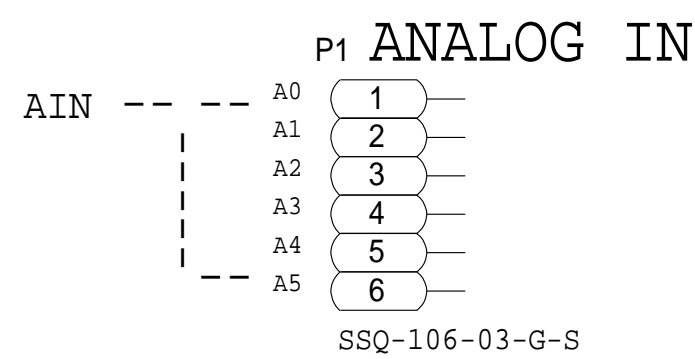 P1 ANALOG IN
AIN
A0 1
A1 2
A2 3
A3 4
A4 5
A5 6
SSQ-106-03-G-S